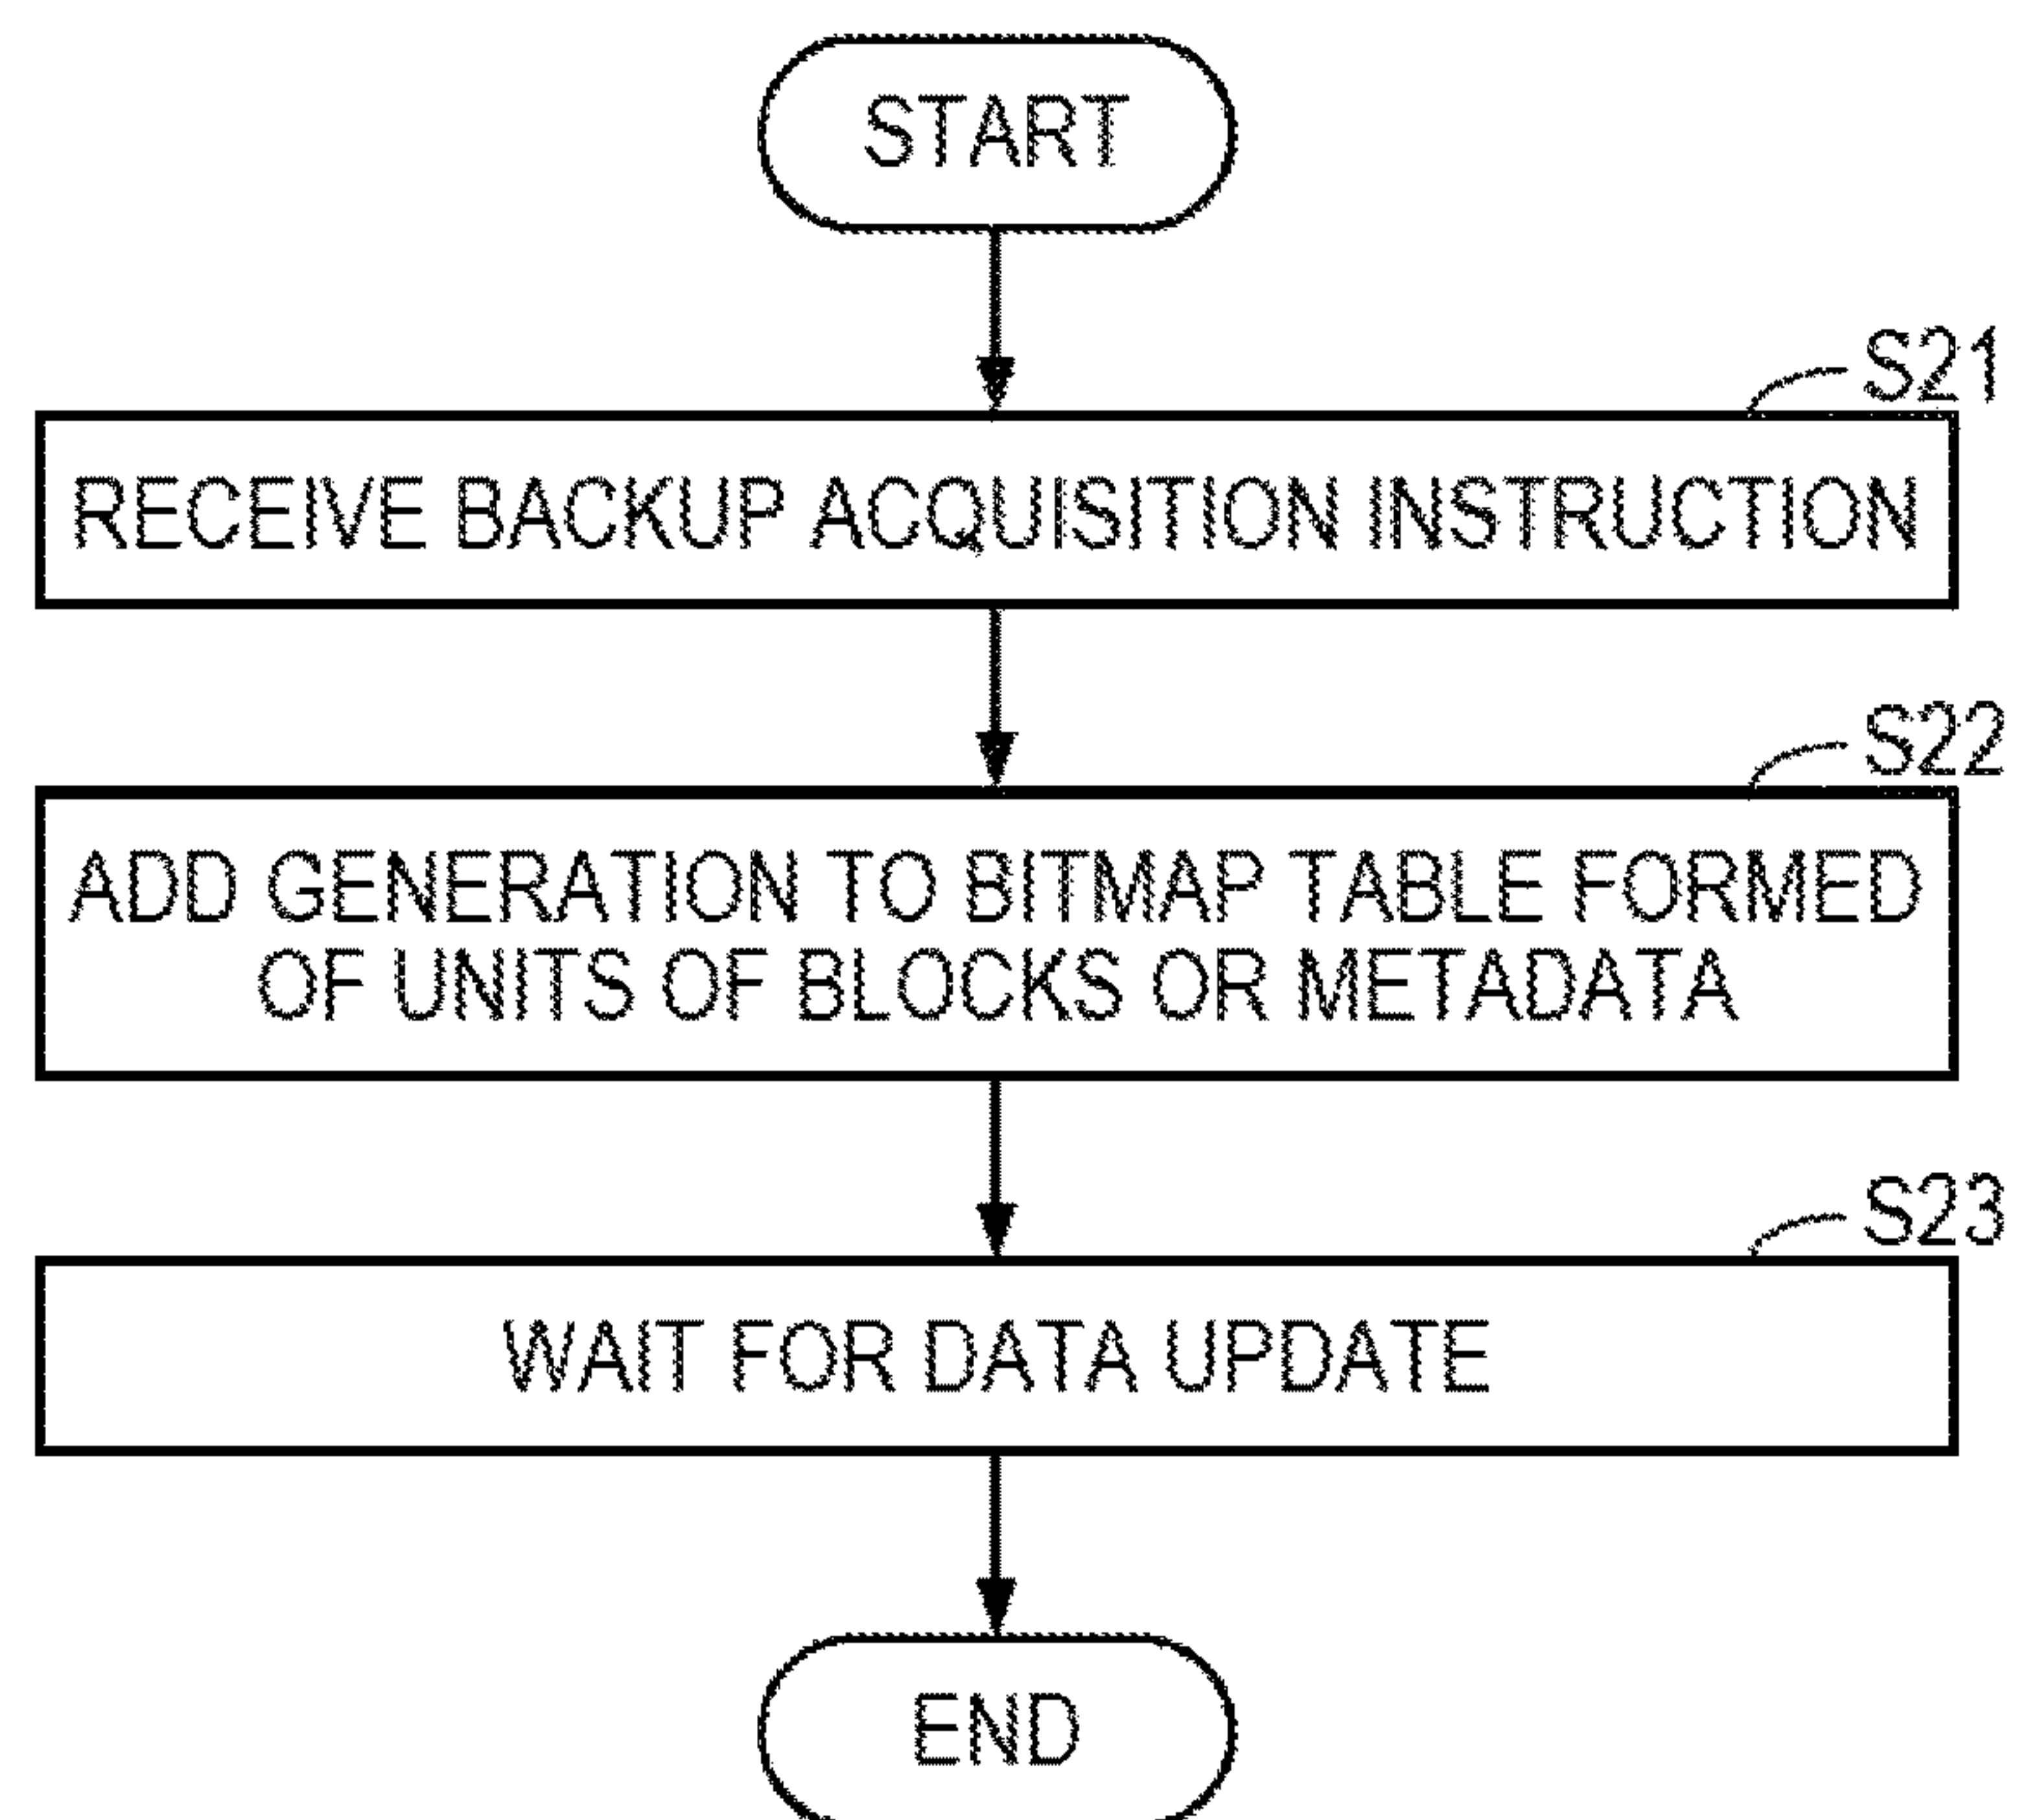 START
S21
RECEIVE BACKUP ACQUISITION INSTRUCTION
S22
ADD GENERATION TO BITMAP TABLE FORMED
OF UNITS OF BLOCKS OR METADATA
S23
WAIT FOR DATA UPDATE
END